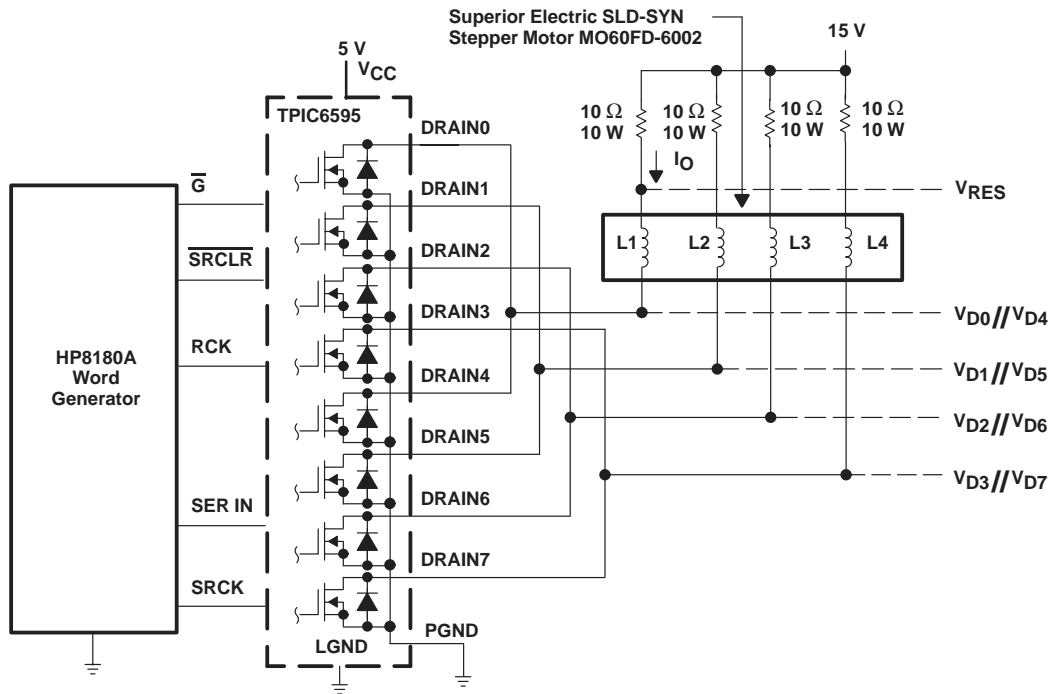 Superior Electric SLD-SYN
Stepper Motor MO60FD-6002
15 V
5 V
VCC
TPIC6595
DRAIN0
10 Ω
10 W
10 Ω
10 W
10 Ω
10 W
10 Ω
10 W
IO
G
DRAIN1
VRES
SRCLR
DRAIN2
L1
L2
L3
L4
DRAIN3
VD0//VD4
HP8180A
Word
Generator
RCK
DRAIN4
VD1//VD5
DRAIN5
VD2//VD6
SER IN
DRAIN6
VD3//VD7
DRAIN7
SRCK
LGND
PGND